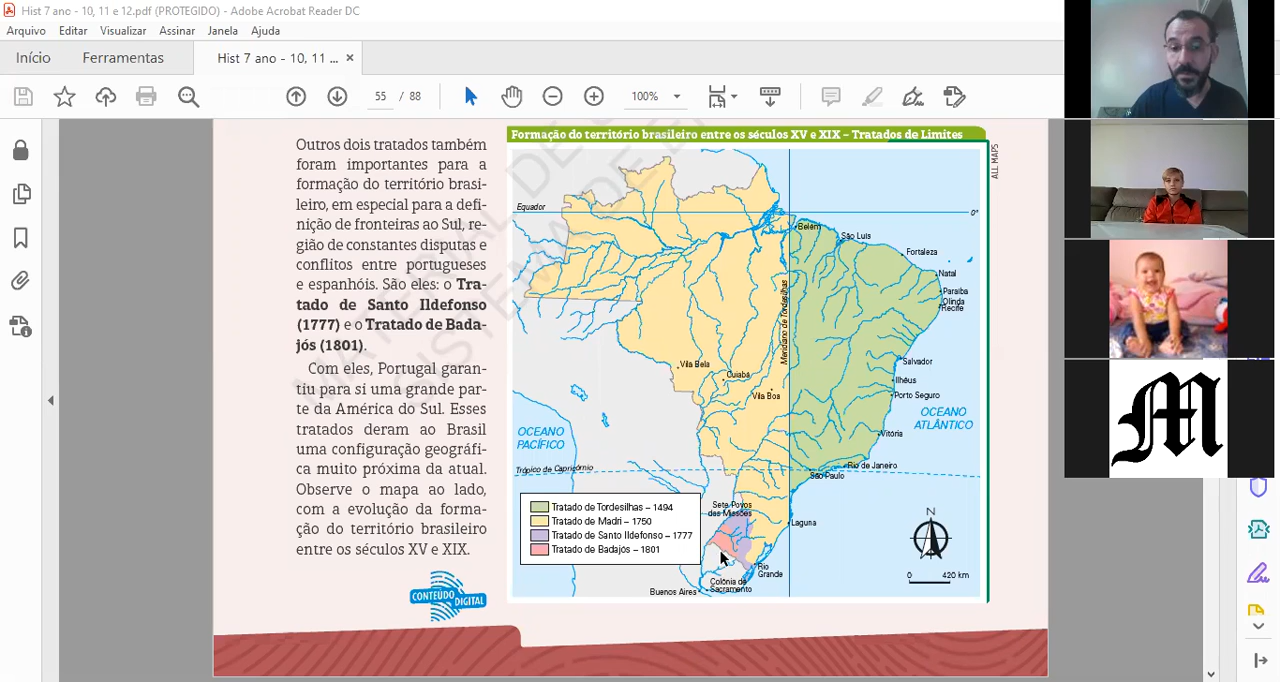 Hist 7 ano - 10, 11 e 12.pdf (PROTEGIDO) - Adobe Acrobat Reader DC
Arquivo Editar Visualizar Assinar Janela Ajuda
Início Ferramentas Hist 7 ano - 10, 11 ... ×
55 / 88 100%
Outros dois tratados também
foram importantes para a
formação do território brasi-
leiro, em especial para a defi-
nição de fronteiras ao Sul, re-
gião de constantes disputas e
conflitos entre portugueses
e espanhóis. São eles: o Tra-
tado de Santo Ildefonso
(1777) e o Tratado de Bada-
jós (1801).
Com eles, Portugal garan-
tiu para si uma grande par-
te da América do Sul. Esses
tratados deram ao Brasil
uma configuração geográfi-
ca muito próxima da atual.
Observe o mapa ao lado,
com a evolução da forma-
ção do território brasileiro
entre os séculos XV e XIX.
CONTEÚDO
DIGITAL
Formação do território brasileiro entre os séculos XV e XIX – Tratados de Limites
ALL MAPS
Equador
0°
Belém
São Luis
Fortaleza
Natal
Paraíba
Olinda
Recife
Meridiano de Tordesilhas
Salvador
Vila Bela
Cuiabá
Ilhéus
Vila Boa
Porto Seguro
OCEANO
ATLÂNTICO
OCEANO
PACÍFICO
Vitória
Trópico de Capricórnio
Rio de Janeiro
São Paulo
Sete Povos
das Missões
Laguna
Tratado de Tordesilhas – 1494
Tratado de Madri – 1750
Tratado de Santo Ildefonso – 1777
Tratado de Badajós – 1801
N
0 420 km
Rio
Grande
Colônia de
Sacramento
Buenos Aires
M